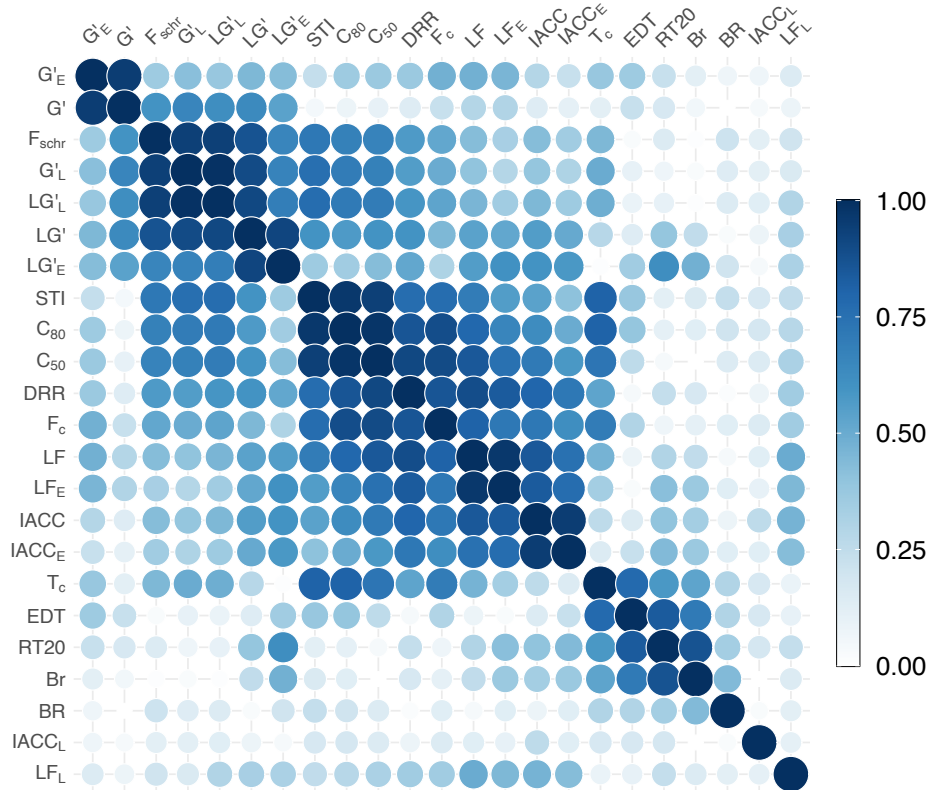 G'E G' Fschr G'L LG'L LG' LG'E STI C80 C50 DRR Fc LF LFE IACC IACCE Tc EDT RT20 Br BR IACCL LFL
G'E
G'
Fschr
G'L
LG'L
LG'
LG'E
STI
C80
C50
DRR
Fc
LF
LFE
IACC
IACCE
Tc
EDT
RT20
Br
BR
IACCL
LFL
1.00
0.75
0.50
0.25
0.00